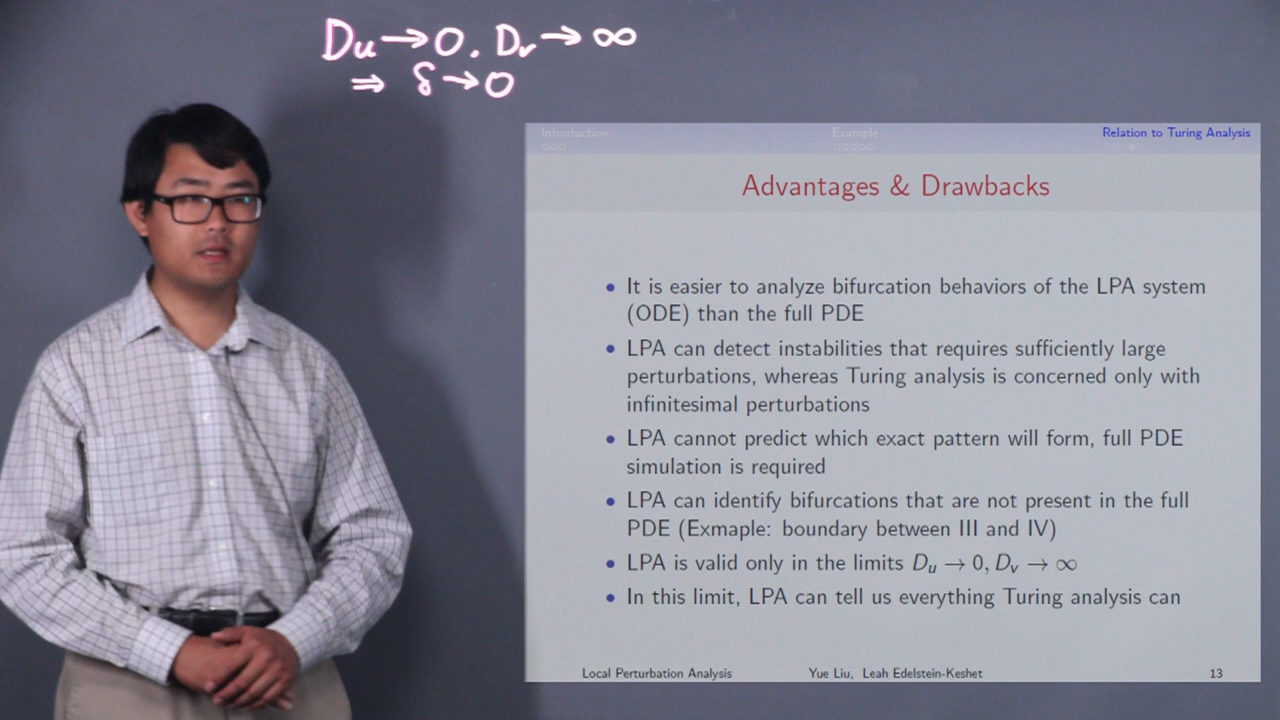 Du → 0, Dv → ∞
⇒ δ → 0
Introduction Example Relation to Turing Analysis
Advantages & Drawbacks
• It is easier to analyze bifurcation behaviors of the LPA system
(ODE) than the full PDE
• LPA can detect instabilities that requires sufficiently large
perturbations, whereas Turing analysis is concerned only with
infinitesimal perturbations
• LPA cannot predict which exact pattern will form, full PDE
simulation is required
• LPA can identify bifurcations that are not present in the full
PDE (Exmaple: boundary between III and IV)
• LPA is valid only in the limits Du → 0, Dv → ∞
• In this limit, LPA can tell us everything Turing analysis can
Local Perturbation Analysis Yue Liu, Leah Edelstein-Keshet 13